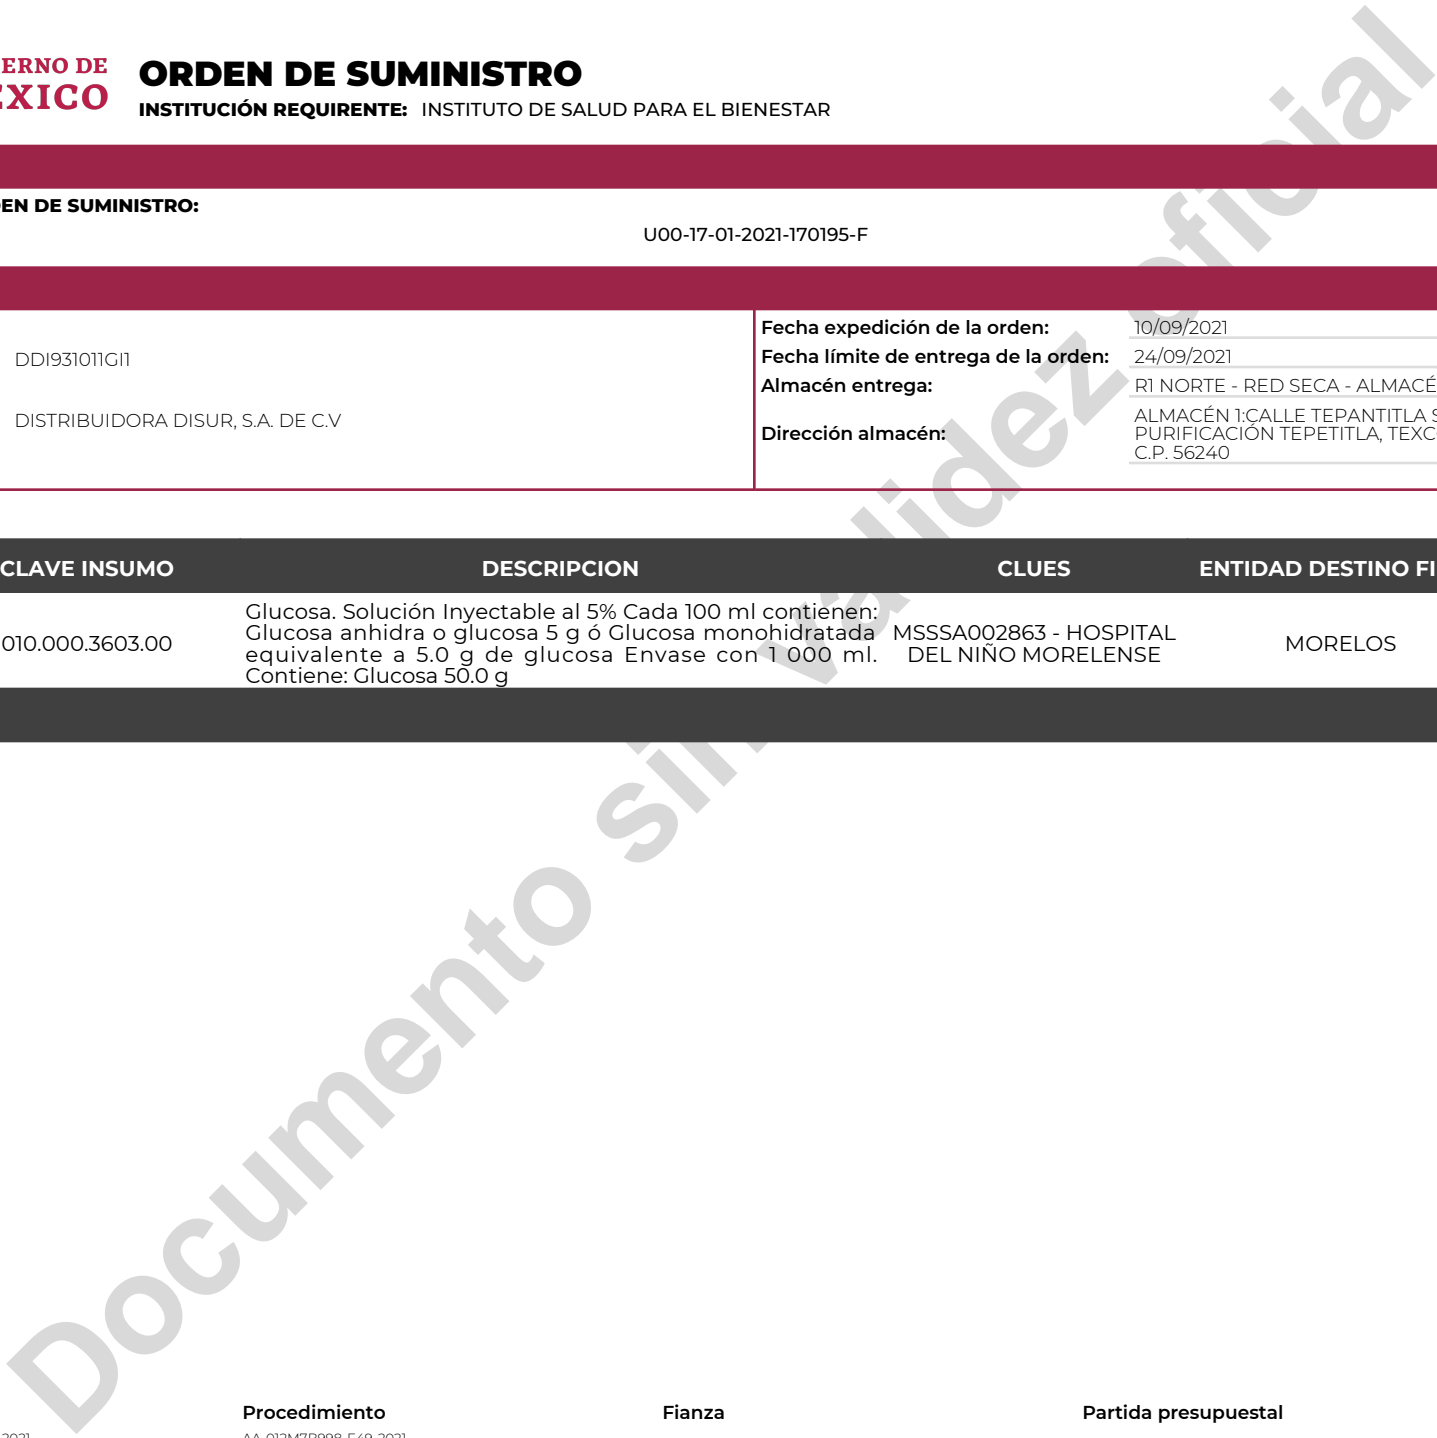 ERNO DE
EXICO
ORDEN DE SUMINISTRO
INSTITUCIÓN REQUIRENTE: INSTITUTO DE SALUD PARA EL BIENESTAR
EN DE SUMINISTRO:
U00-17-01-2021-170195-F
DDI931011GI1
DISTRIBUIDORA DISUR, S.A. DE C.V
Fecha expedición de la orden: 10/09/2021
Fecha límite de entrega de la orden: 24/09/2021
Almacén entrega: R1 NORTE - RED SECA - ALMACÉ
Dirección almacén: ALMACÉN 1:CALLE TEPANTITLA S
PURIFICACIÓN TEPETITLA, TEXC
C.P. 56240
CLAVE INSUMO DESCRIPCION CLUES ENTIDAD DESTINO FI
010.000.3603.00
Glucosa. Solución Inyectable al 5% Cada 100 ml contienen:
Glucosa anhidra o glucosa 5 g ó Glucosa monohidratada
equivalente a 5.0 g de glucosa Envase con 1 000 ml.
Contiene: Glucosa 50.0 g
MSSSA002863 - HOSPITAL
DEL NIÑO MORELENSE
MORELOS
Documento sin validez oficial
Procedimiento Fianza Partida presupuestal